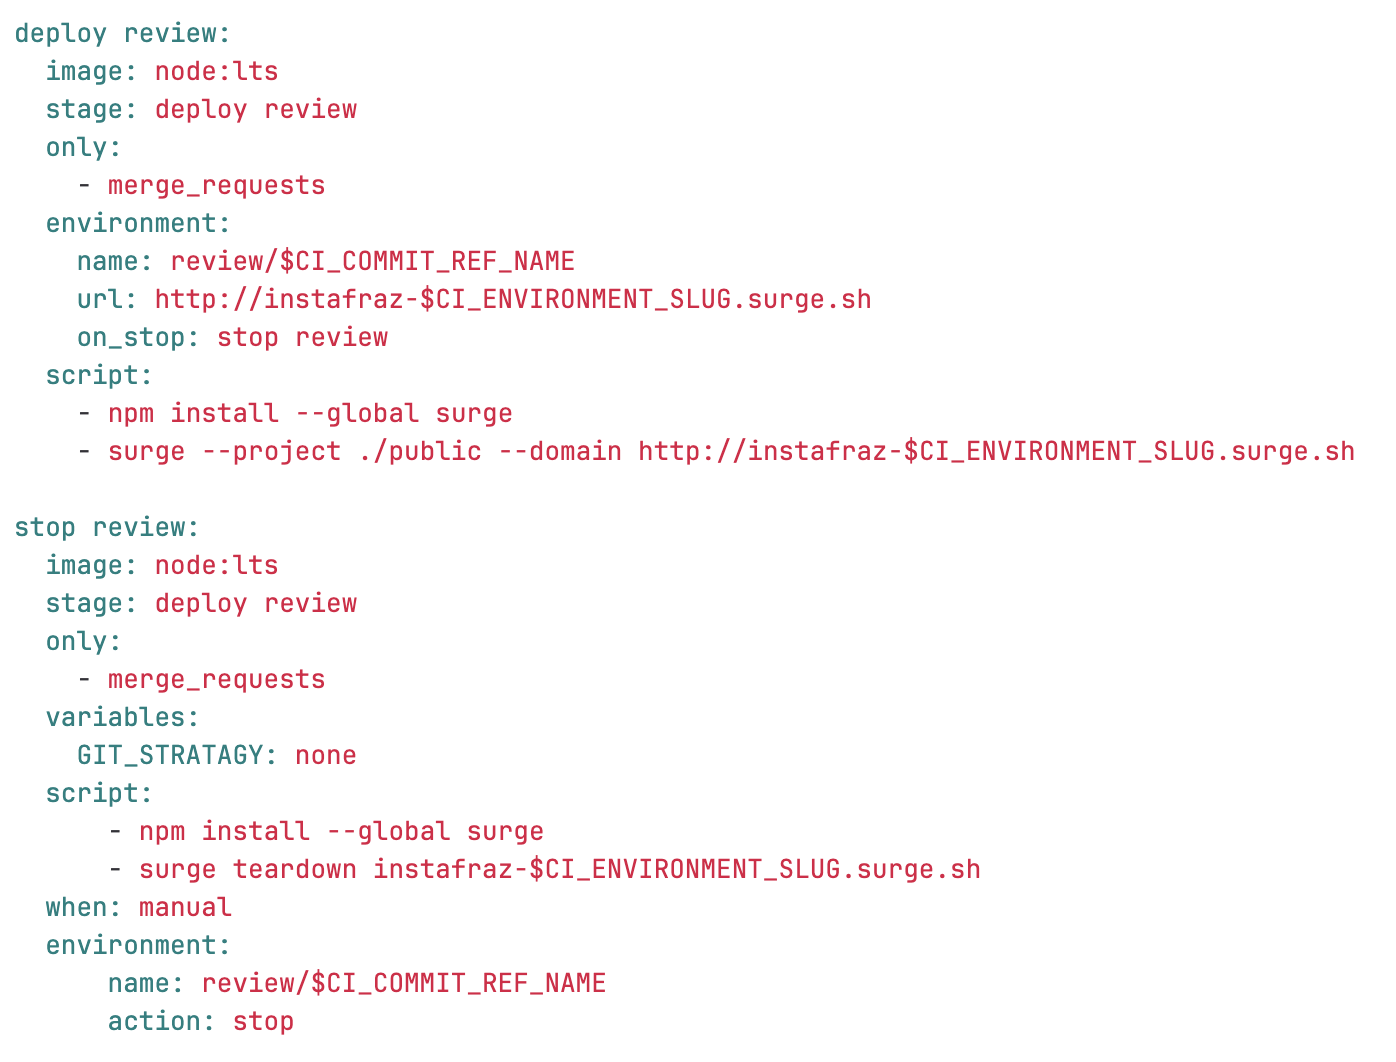 deploy review:
  image: node:lts
  stage: deploy review
  only:
    - merge_requests
  environment:
    name: review/$CI_COMMIT_REF_NAME
    url: http://instafraz-$CI_ENVIRONMENT_SLUG.surge.sh
    on_stop: stop review
  script:
    - npm install --global surge
    - surge --project ./public --domain http://instafraz-$CI_ENVIRONMENT_SLUG.surge.sh

stop review:
  image: node:lts
  stage: deploy review
  only:
    - merge_requests
  variables:
    GIT_STRATAGY: none
  script:
      - npm install --global surge
      - surge teardown instafraz-$CI_ENVIRONMENT_SLUG.surge.sh
  when: manual
  environment:
      name: review/$CI_COMMIT_REF_NAME
      action: stop